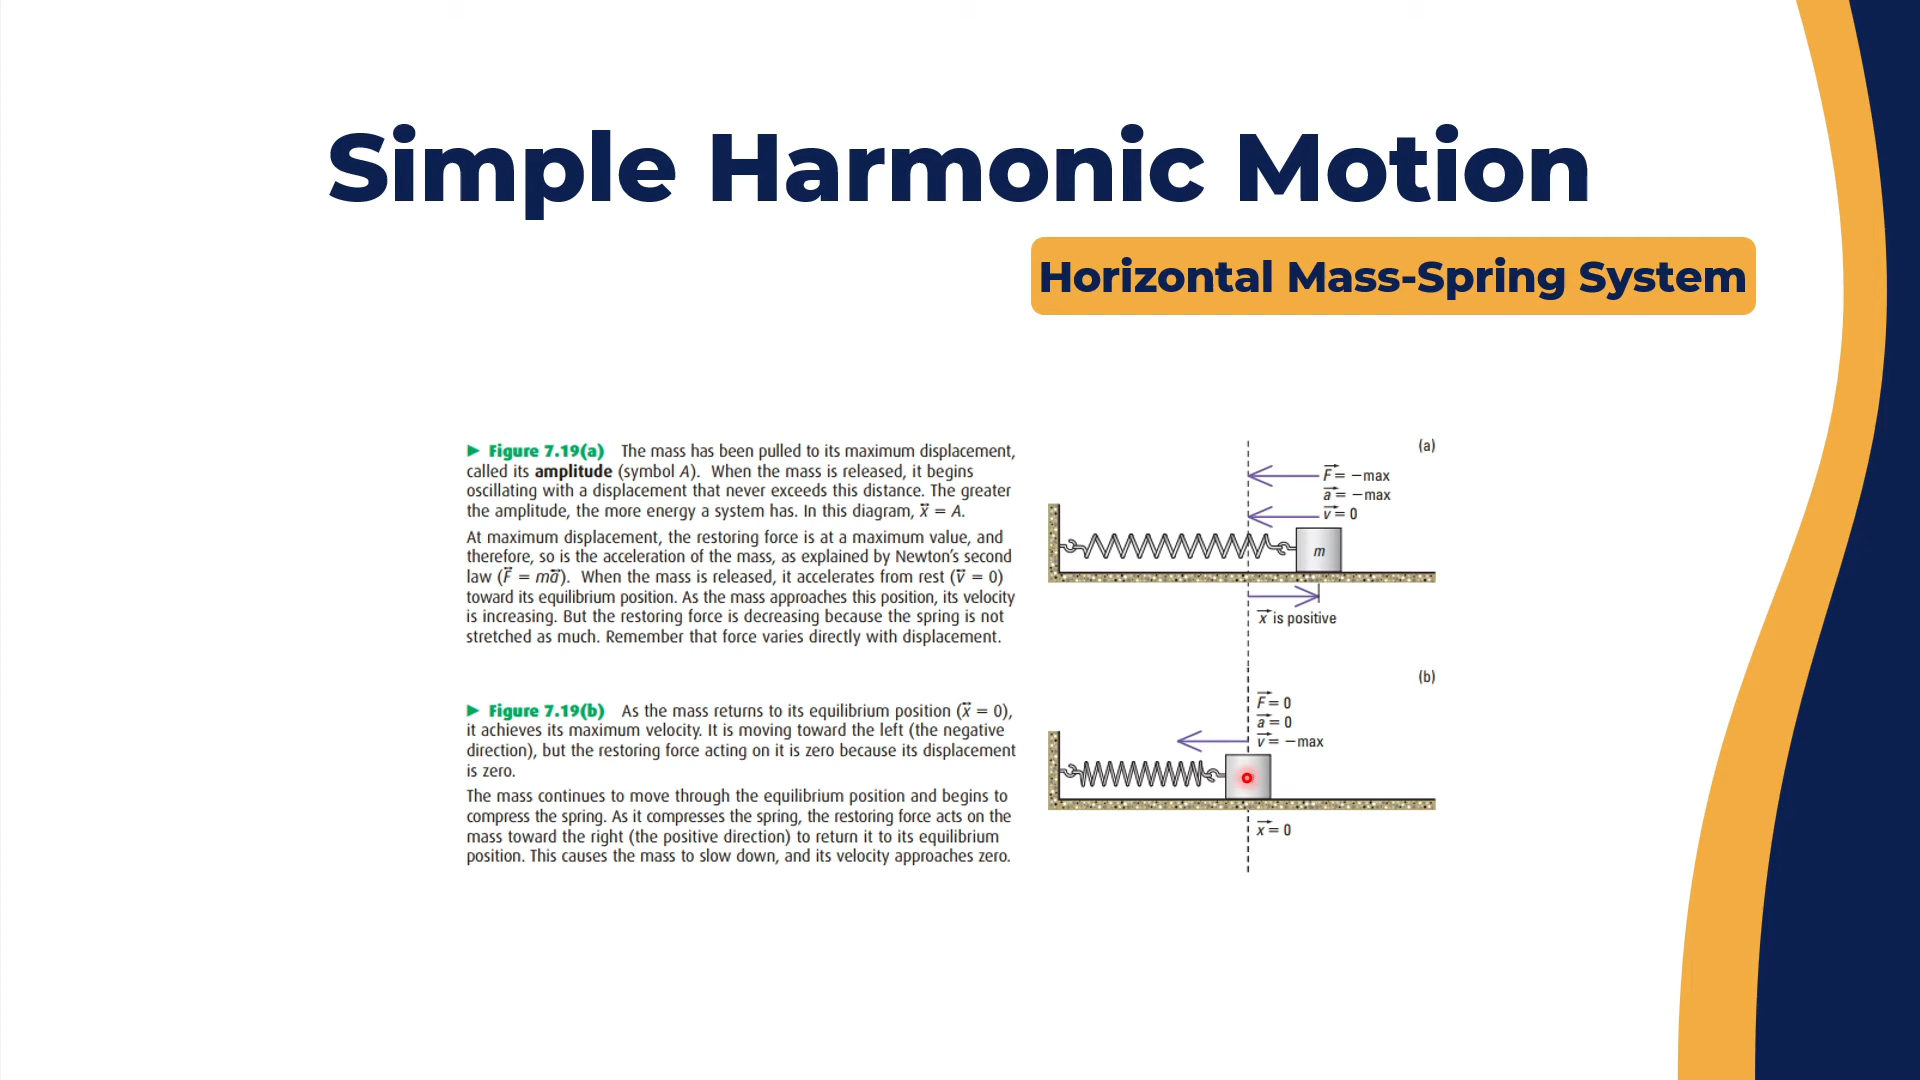 Simple Harmonic Motion
Horizontal Mass-Spring System
► Figure 7.19(a) The mass has been pulled to its maximum displacement,
called its amplitude (symbol A). When the mass is released, it begins
oscillating with a displacement that never exceeds this distance. The greater
the amplitude, the more energy a system has. In this diagram, x⃗ = A.
At maximum displacement, the restoring force is at a maximum value, and
therefore, so is the acceleration of the mass, as explained by Newton's second
law (F⃗ = ma⃗). When the mass is released, it accelerates from rest (v⃗ = 0)
toward its equilibrium position. As the mass approaches this position, its velocity
is increasing. But the restoring force is decreasing because the spring is not
stretched as much. Remember that force varies directly with displacement.
(a)
F⃗ = −max
a⃗ = −max
v⃗ = 0
m
x⃗ is positive
► Figure 7.19(b) As the mass returns to its equilibrium position (x⃗ = 0),
it achieves its maximum velocity. It is moving toward the left (the negative
direction), but the restoring force acting on it is zero because its displacement
is zero.
The mass continues to move through the equilibrium position and begins to
compress the spring. As it compresses the spring, the restoring force acts on the
mass toward the right (the positive direction) to return it to its equilibrium
position. This causes the mass to slow down, and its velocity approaches zero.
(b)
F⃗ = 0
a⃗ = 0
v⃗ = −max
x⃗ = 0